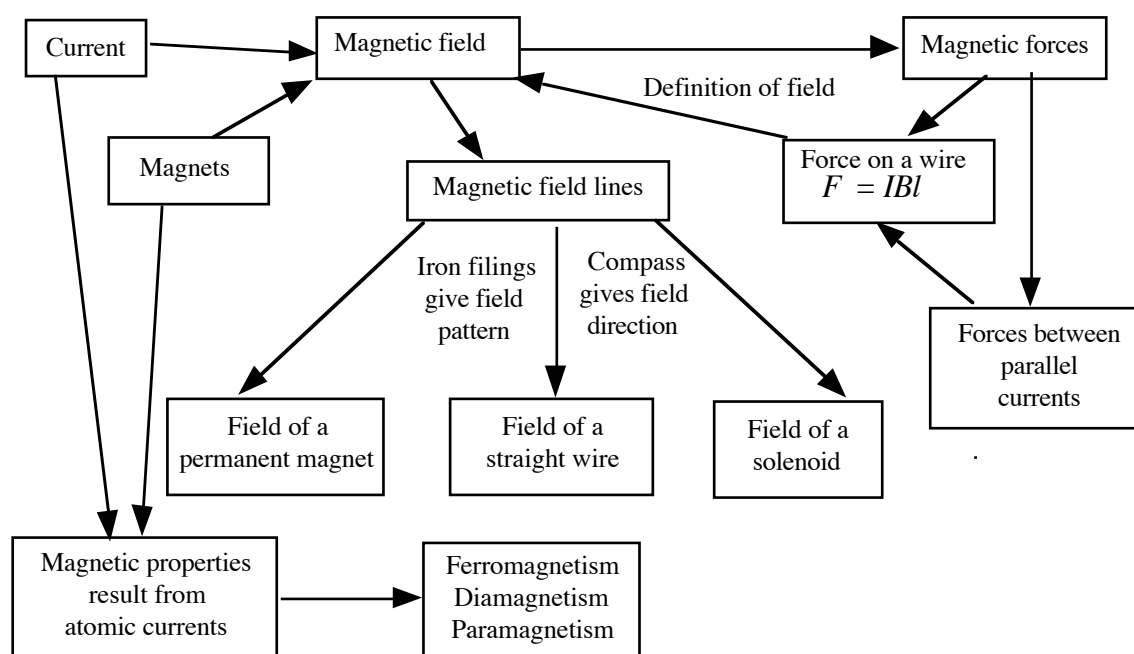 Current
Magnetic field
Magnetic forces
Definition of field
Magnets
Force on a wire
F = IBl
Magnetic field lines
Iron filings
give field
pattern
Compass
gives field
direction
Forces between
parallel
currents
Field of a
permanent magnet
Field of a
straight wire
Field of a
solenoid
Magnetic properties
result from
atomic currents
Ferromagnetism
Diamagnetism
Paramagnetism